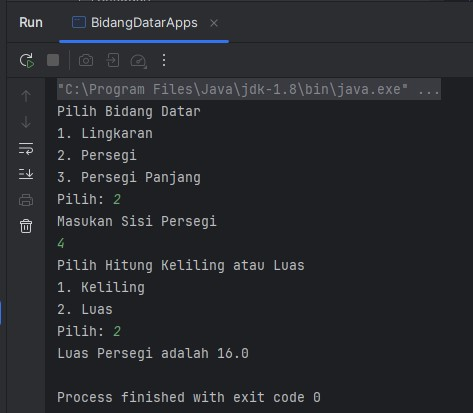 Run BidangDatarApps
"C:\Program Files\Java\jdk-1.8\bin\java.exe" ...
Pilih Bidang Datar
1. Lingkaran
2. Persegi
3. Persegi Panjang
Pilih: 2
Masukan Sisi Persegi
4
Pilih Hitung Keliling atau Luas
1. Keliling
2. Luas
Pilih: 2
Luas Persegi adalah 16.0
Process finished with exit code 0